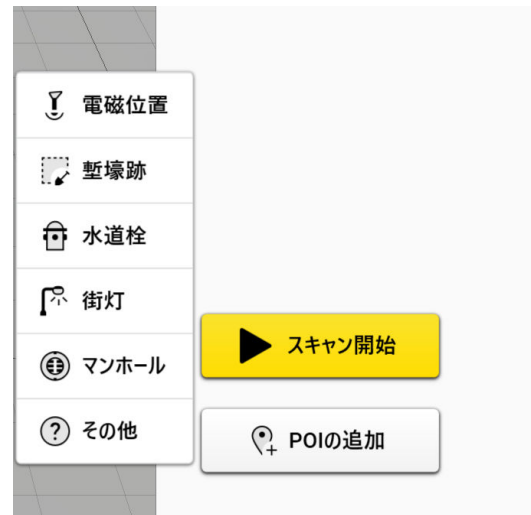 電磁位置
塹壕跡
水道栓
街灯
マンホール
その他
スキャン開始
POIの追加